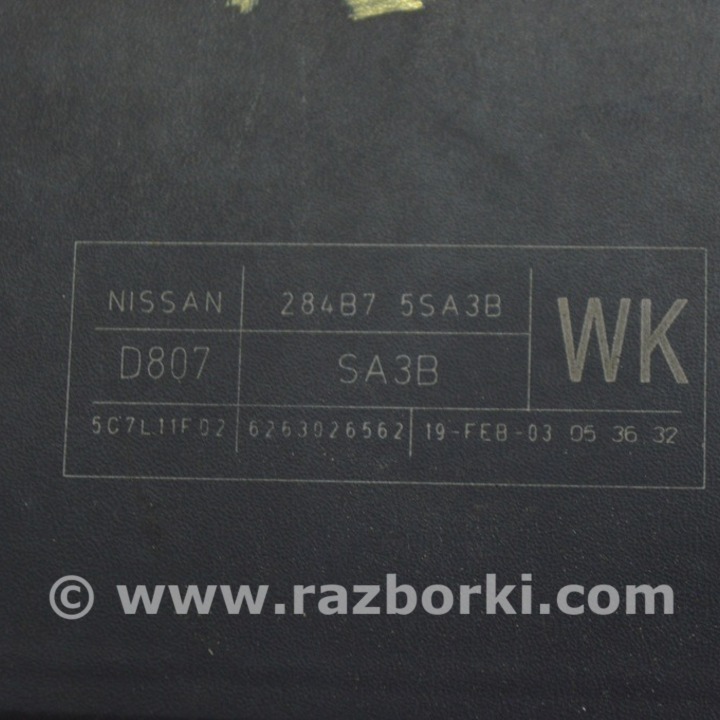 NISSAN 284B7 5SA3B WK
D807 SA3B
5C7L11F02 6263026562 19-FEB-03 05 36 32
© www.razborki.com